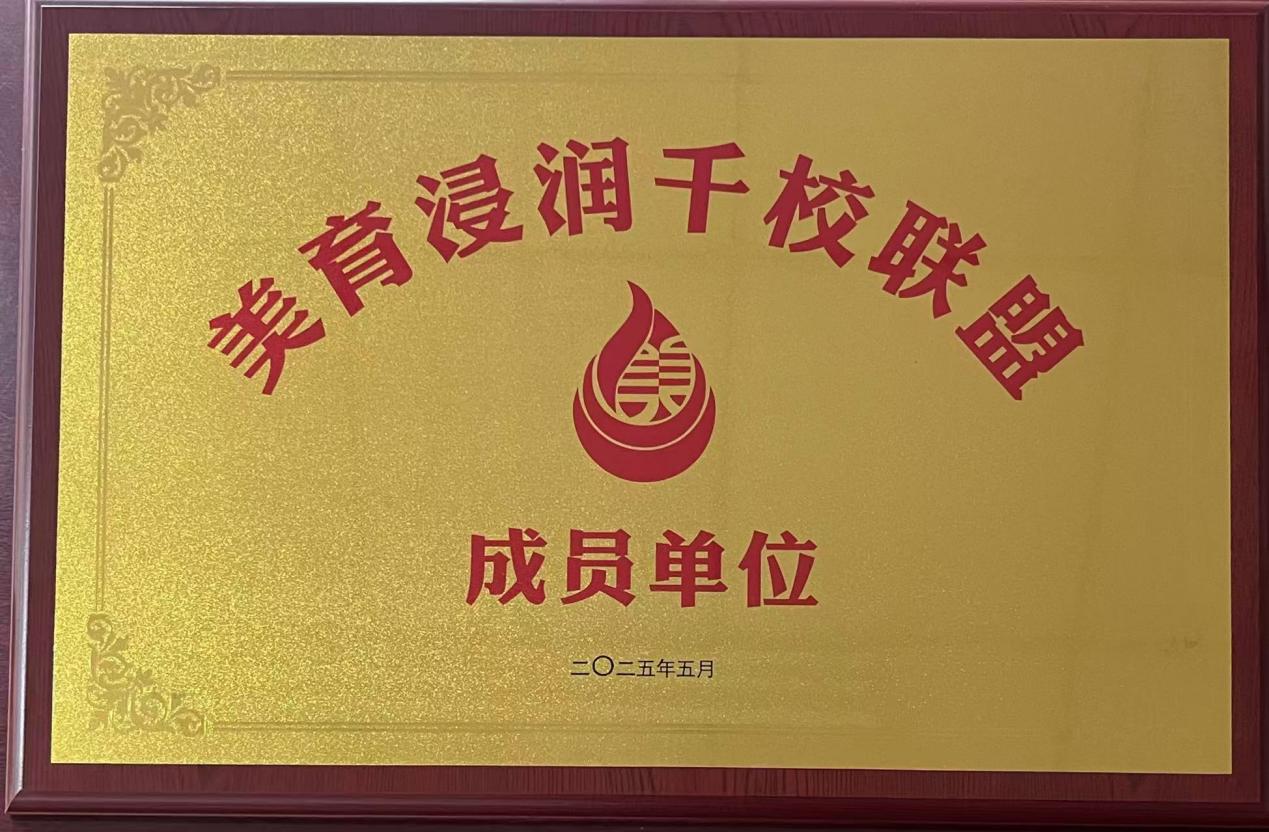 美育浸润千校联盟
美
成员单位
二〇二五年五月